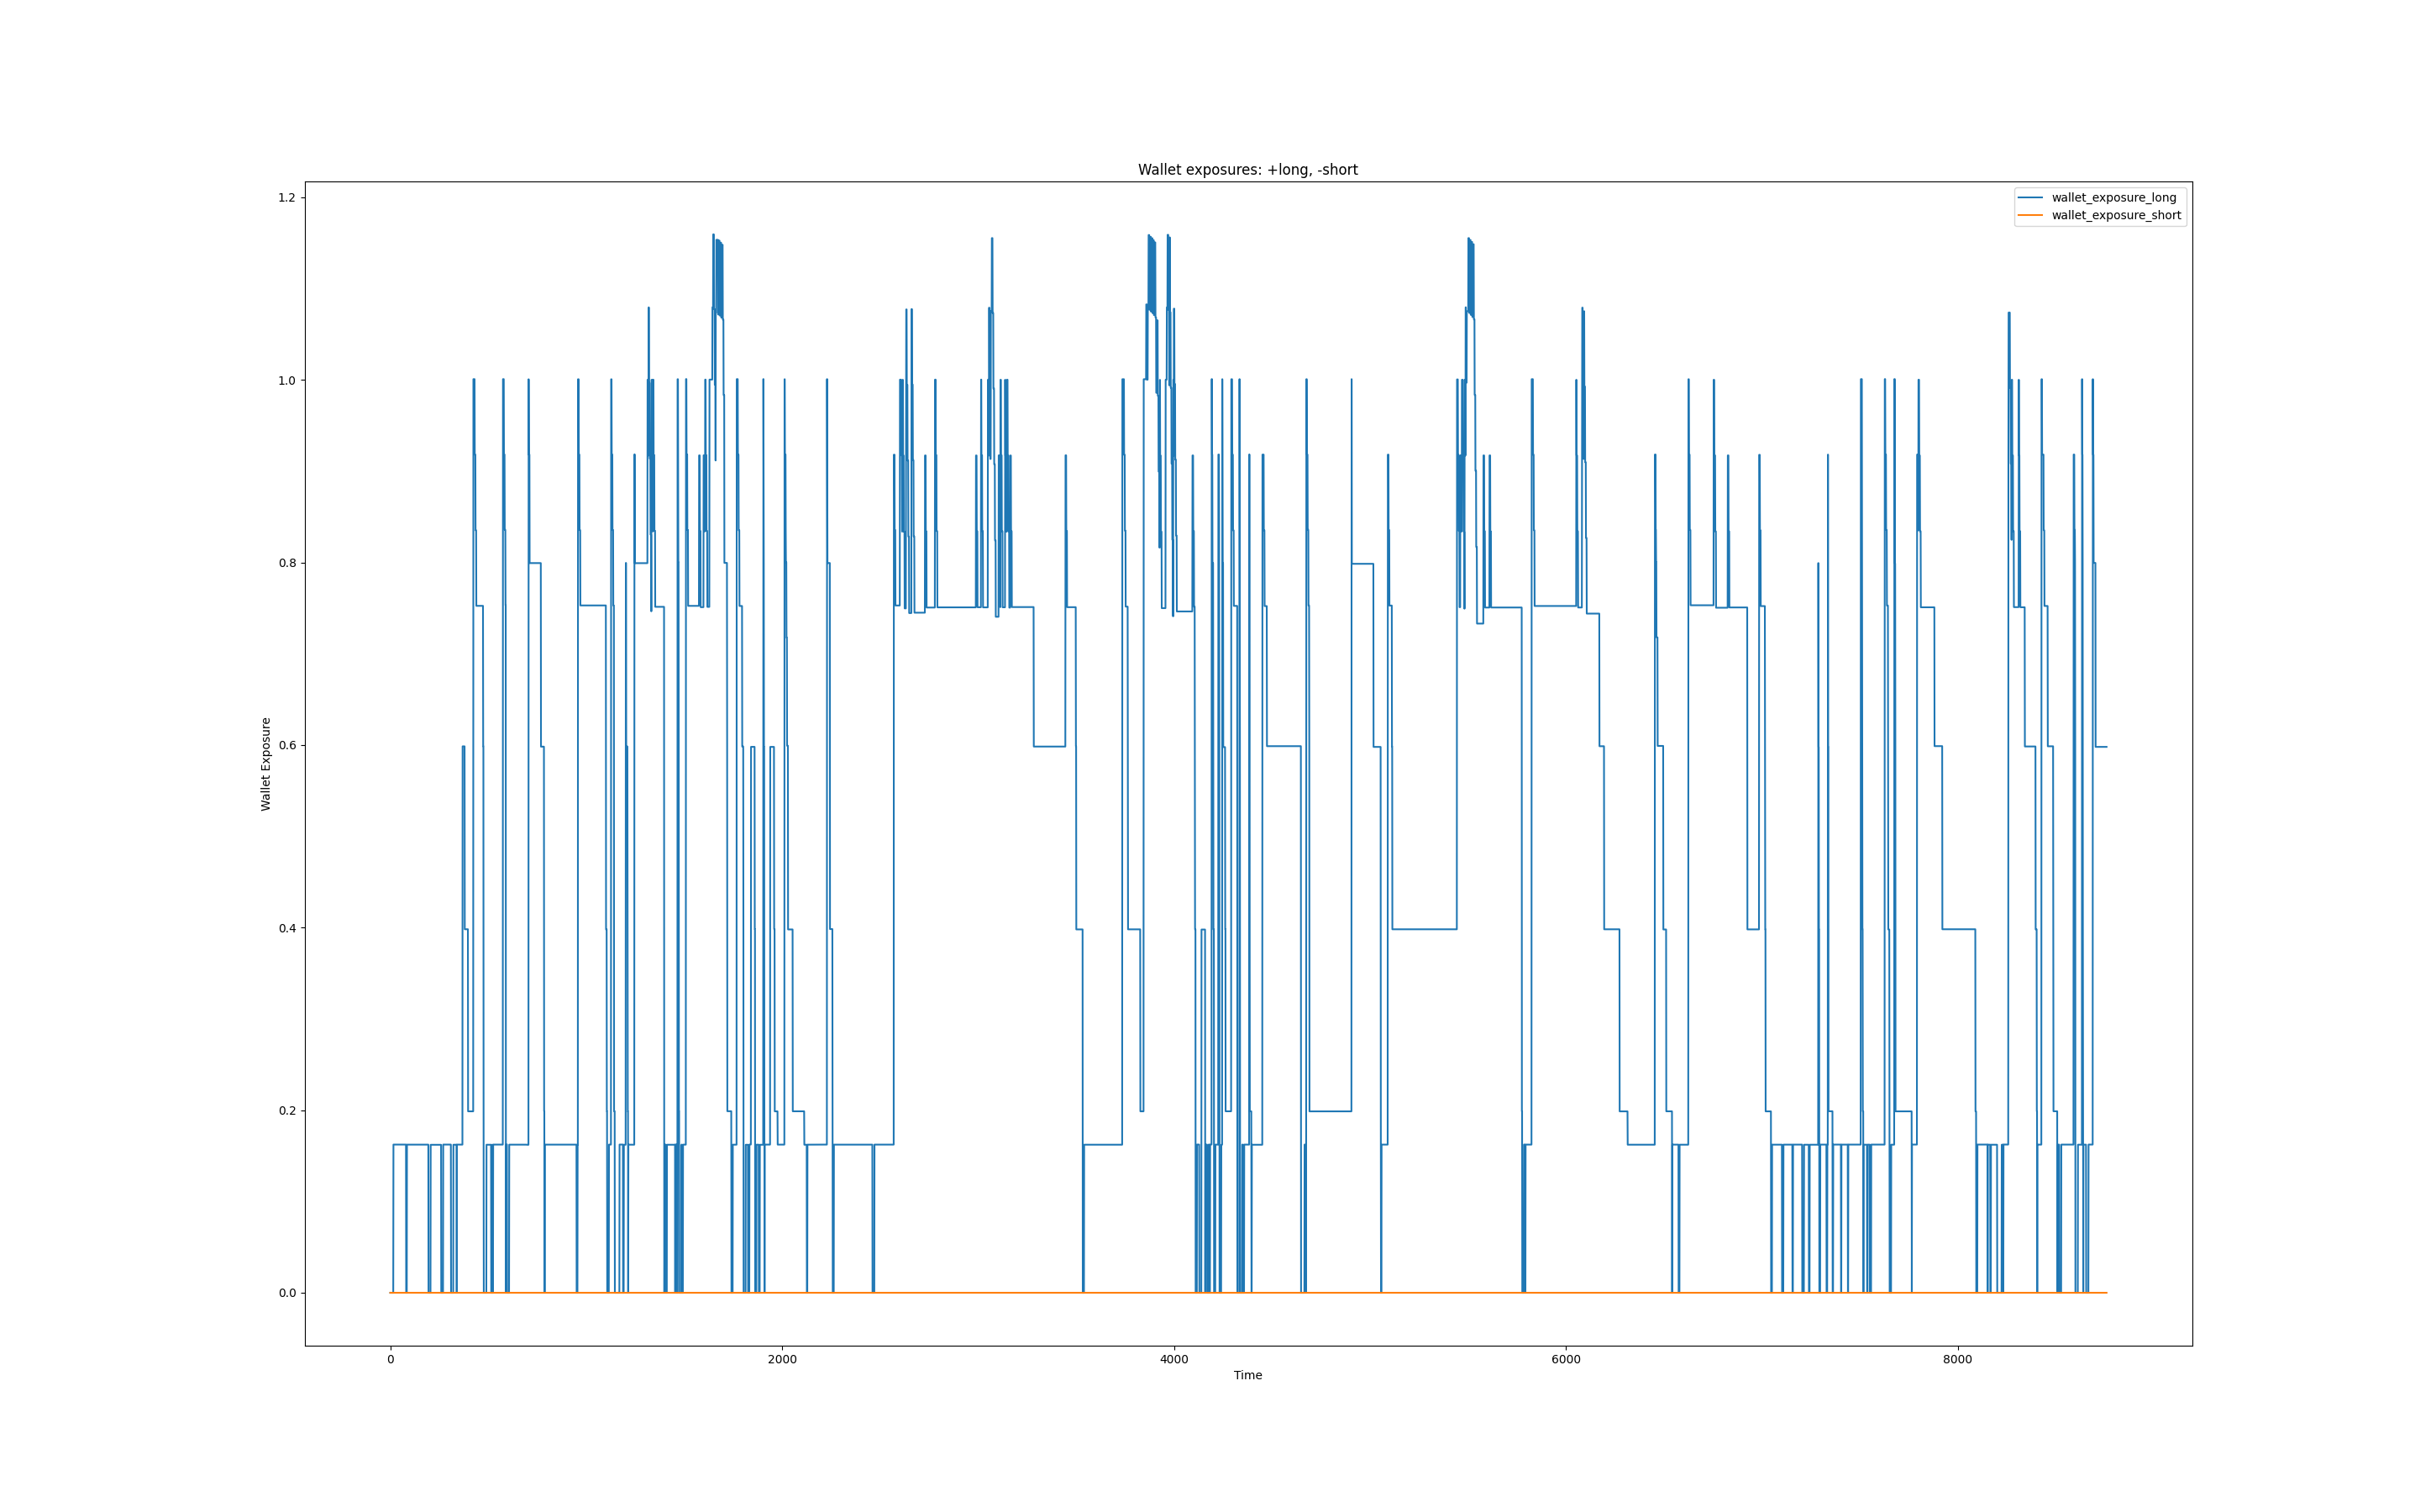 Wallet exposures: +long, -short
wallet_exposure_long
wallet_exposure_short
1.2
1.0
0.8
0.6
0.4
0.2
0.0
Wallet Exposure
0 2000 4000 6000 8000
Time